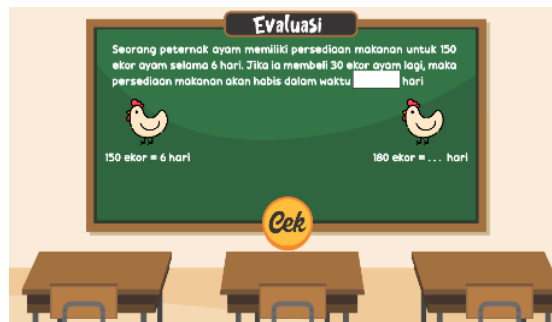 Evaluasi
Seorang peternak ayam memiliki persediaan makanan untuk 150
ekor ayam selama 6 hari. Jika ia membeli 30 ekor ayam lagi, maka
persediaan makanan akan habis dalam waktu hari
150 ekor = 6 hari
180 ekor = . . . hari
Cek